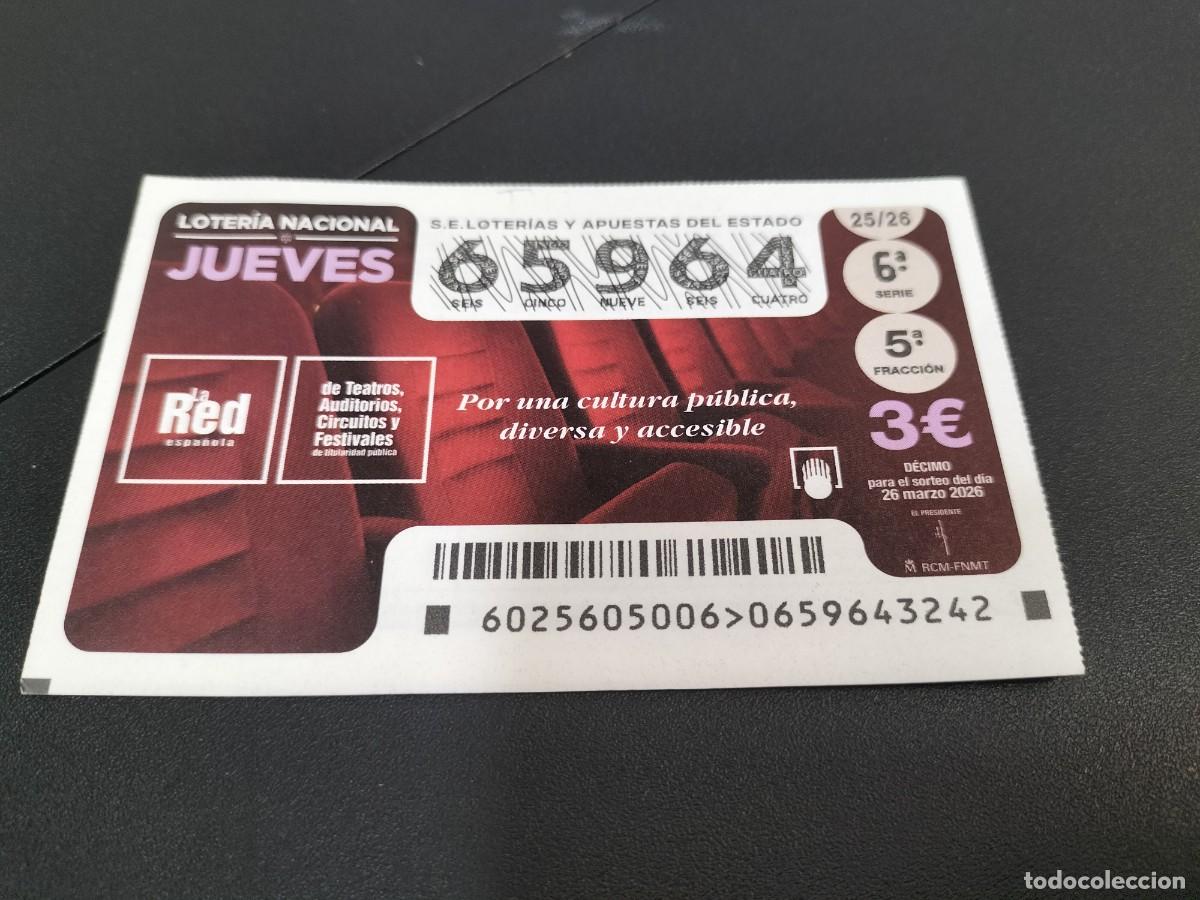 LOTERÍA NACIONAL
JUEVES
S.E.LOTERÍAS Y APUESTAS DEL ESTADO
65964
SEIS CINCO NUEVE SEIS CUATRO
25/26
6ª
SERIE
5ª
FRACCIÓN
3€
DÉCIMO
para el sorteo del día
26 marzo 2026
EL PRESIDENTE
RCM-FNMT
La
Red
española
de Teatros,
Auditorios,
Circuitos y
Festivales
de titularidad pública
Por una cultura pública,
diversa y accesible
6025605006>0659643242
todocoleccion